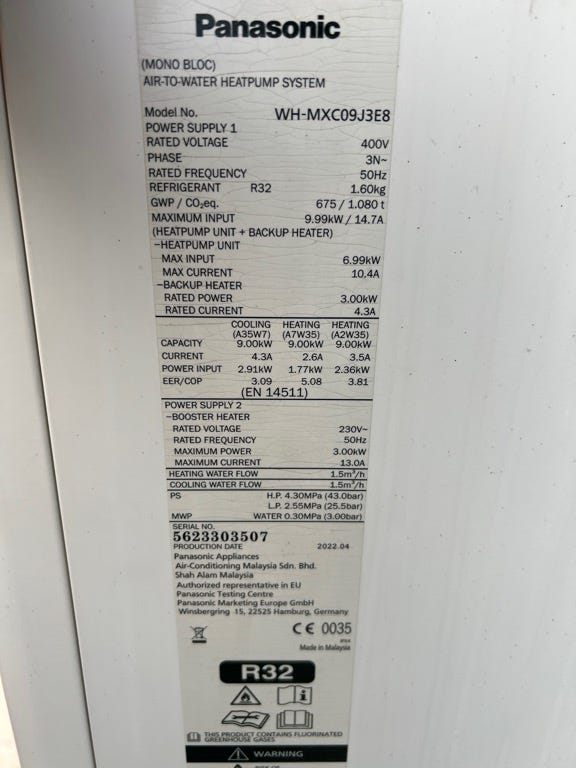 Panasonic
(MONO BLOC)
AIR-TO-WATER HEATPUMP SYSTEM
Model No. WH-MXC09J3E8
POWER SUPPLY 1
RATED VOLTAGE 400V
PHASE 3N~
RATED FREQUENCY 50Hz
REFRIGERANT R32 1.60kg
GWP / CO₂eq. 675 / 1.080 t
MAXIMUM INPUT 9.99kW / 14.7A
(HEATPUMP UNIT + BACKUP HEATER)
-HEATPUMP UNIT
MAX INPUT 6.99kW
MAX CURRENT 10.4A
-BACKUP HEATER
RATED POWER 3.00kW
RATED CURRENT 4.3A
COOLING HEATING HEATING
(A35W7) (A7W35) (A2W35)
CAPACITY 9.00kW 9.00kW 9.00kW
CURRENT 4.3A 2.6A 3.5A
POWER INPUT 2.91kW 1.77kW 2.36kW
EER/COP 3.09 5.08 3.81
(EN 14511)
POWER SUPPLY 2
-BOOSTER HEATER
RATED VOLTAGE 230V~
RATED FREQUENCY 50Hz
MAXIMUM POWER 3.00kW
MAXIMUM CURRENT 13.0A
HEATING WATER FLOW 1.5m³/h
COOLING WATER FLOW 1.5m³/h
PS H.P. 4.30MPa (43.0bar)
L.P. 2.55MPa (25.5bar)
MWP WATER 0.30MPa (3.00bar)
SERIAL NO.
5623303507
PRODUCTION DATE 2022.04
Panasonic Appliances
Air-Conditioning Malaysia Sdn. Bhd.
Shah Alam Malaysia
Authorized representative in EU
Panasonic Testing Centre
Panasonic Marketing Europe GmbH
Winsbergring 15, 22525 Hamburg, Germany
CE 0035
Made in Malaysia
R32
THIS PRODUCT CONTAINS FLUORINATED
GREENHOUSE GASES
WARNING